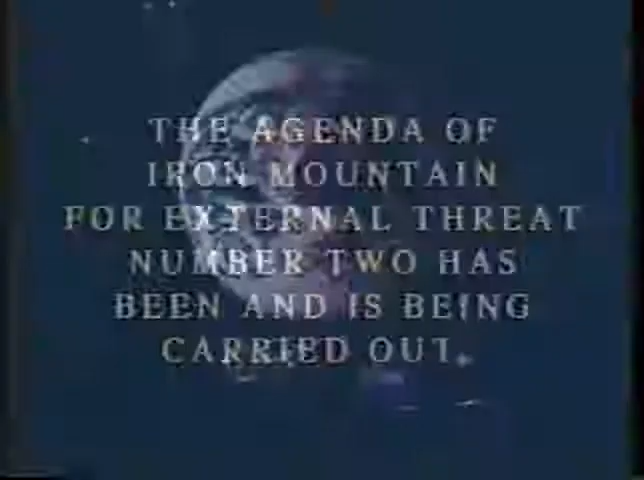 THE AGENDA OF
IRON MOUNTAIN
FOR EXTERNAL THREAT
NUMBER TWO HAS
BEEN AND IS BEING
CARRIED OUT.